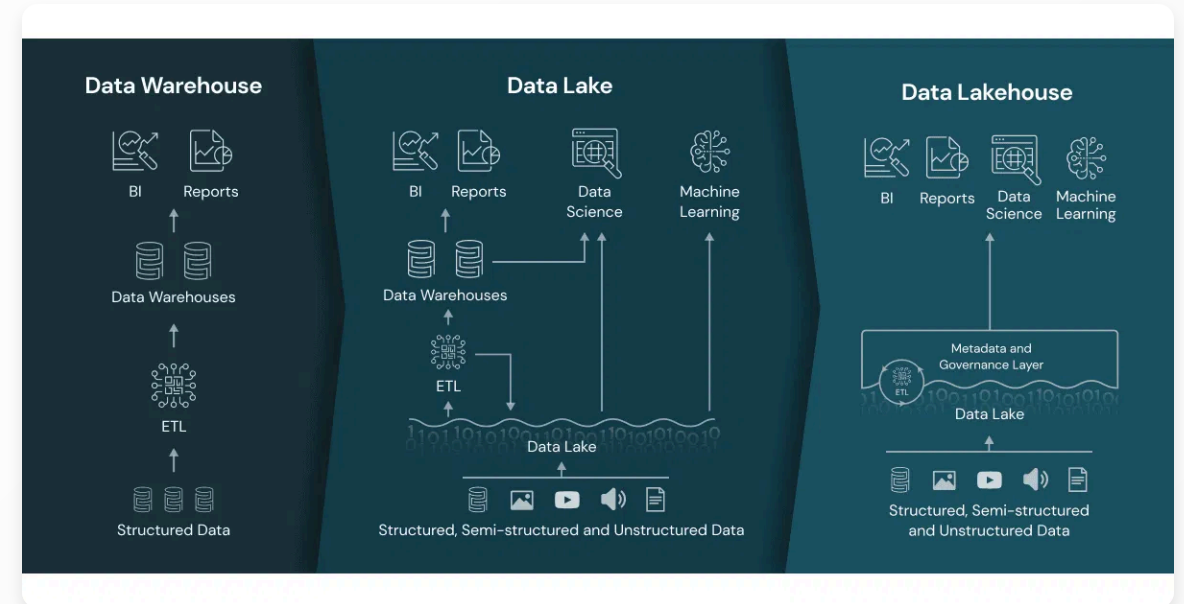 Data Warehouse
BI
Reports
Data Warehouses
ETL
Structured Data
Data Lake
BI
Reports
Data
Science
Machine
Learning
Data Warehouses
ETL
Data Lake
Structured, Semi-structured and Unstructured Data
Data Lakehouse
BI
Reports
Data
Science
Machine
Learning
Metadata and
Governance Layer
ETL
Data Lake
Structured, Semi-structured
and Unstructured Data